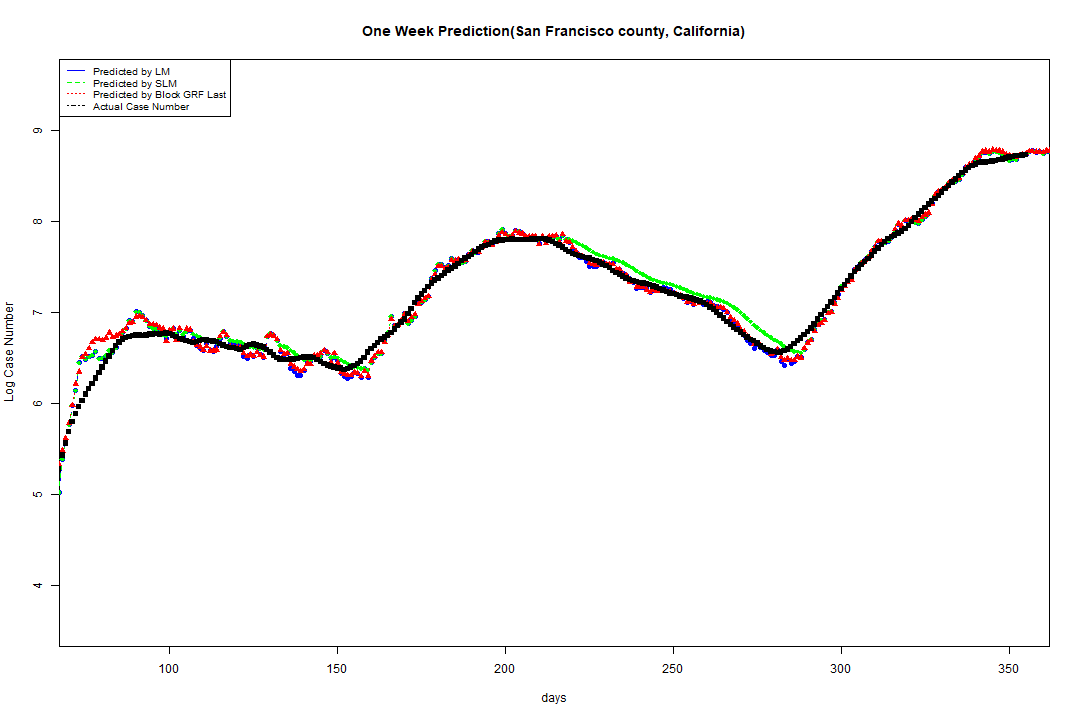 One Week Prediction(San Francisco county, California)
Predicted by LM
Predicted by SLM
Predicted by Block GRF Last
Actual Case Number
9
8
7
6
5
4
Log Case Number
100 150 200 250 300 350
days